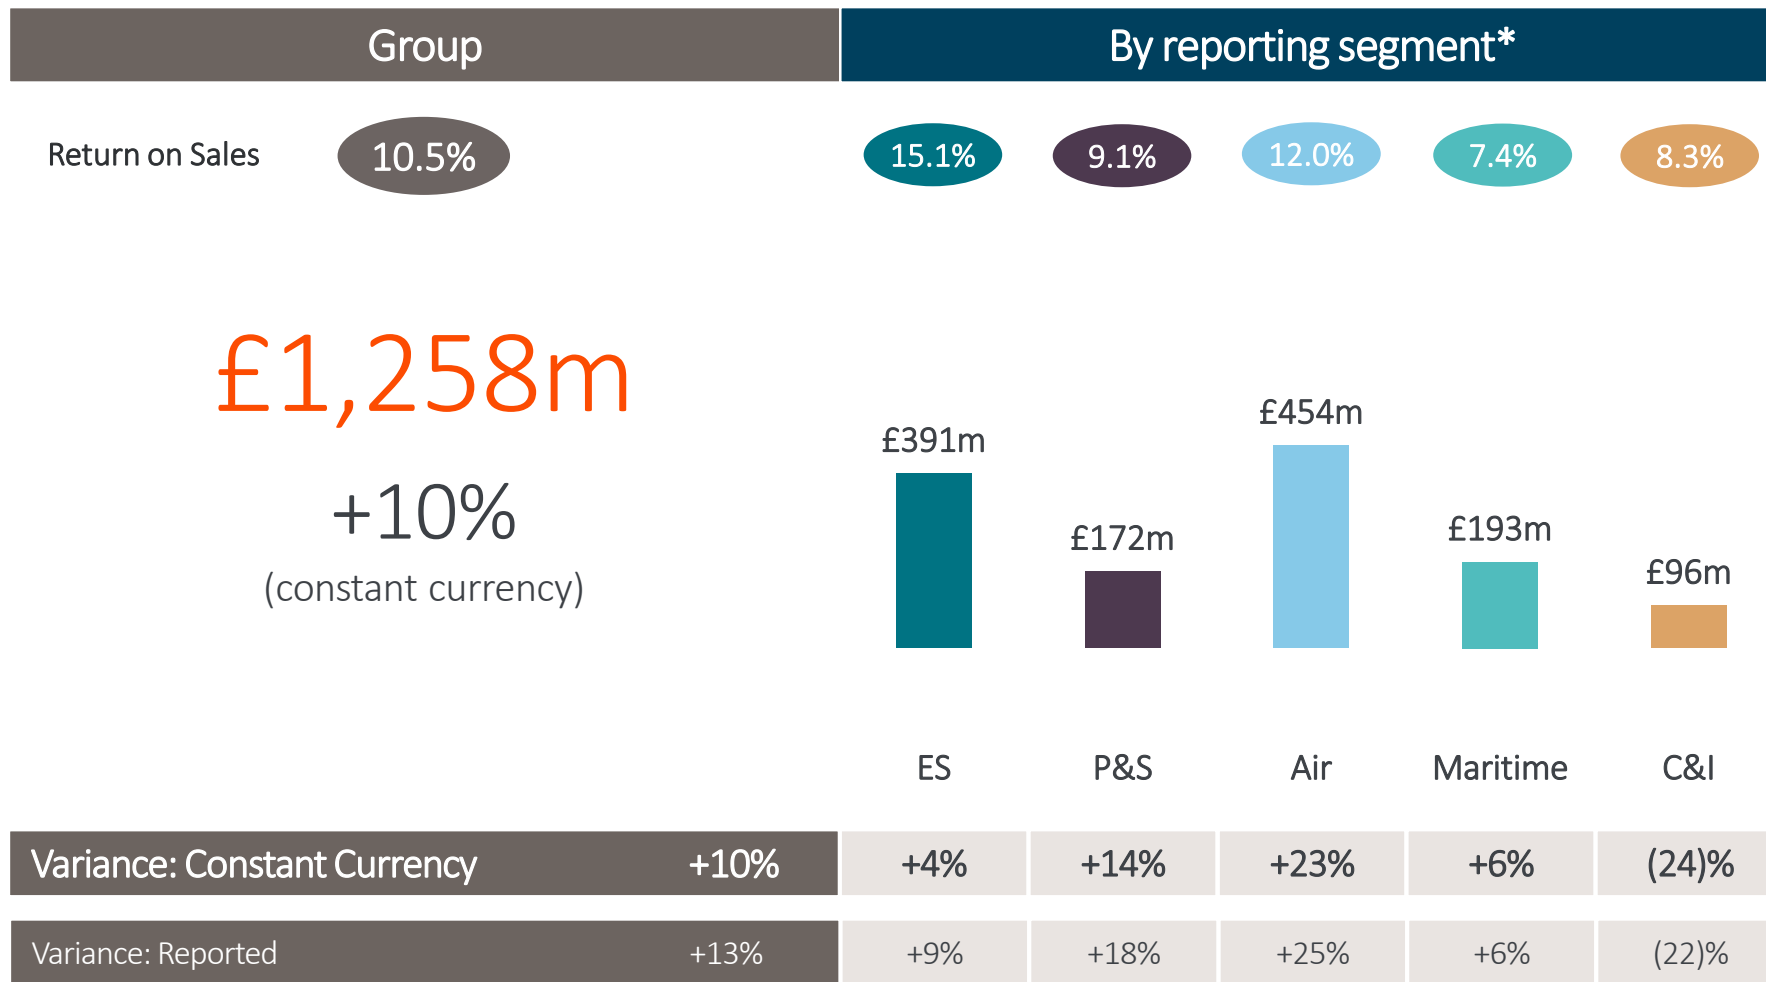 Group
By reporting segment*
Return on Sales 10.5%
15.1% 9.1% 12.0% 7.4% 8.3%
£1,258m
+10%
(constant currency)
£391m £172m £454m £193m £96m
ES P&S Air Maritime C&I
Variance: Constant Currency +10% +4% +14% +23% +6% (24)%
Variance: Reported +13% +9% +18% +25% +6% (22)%